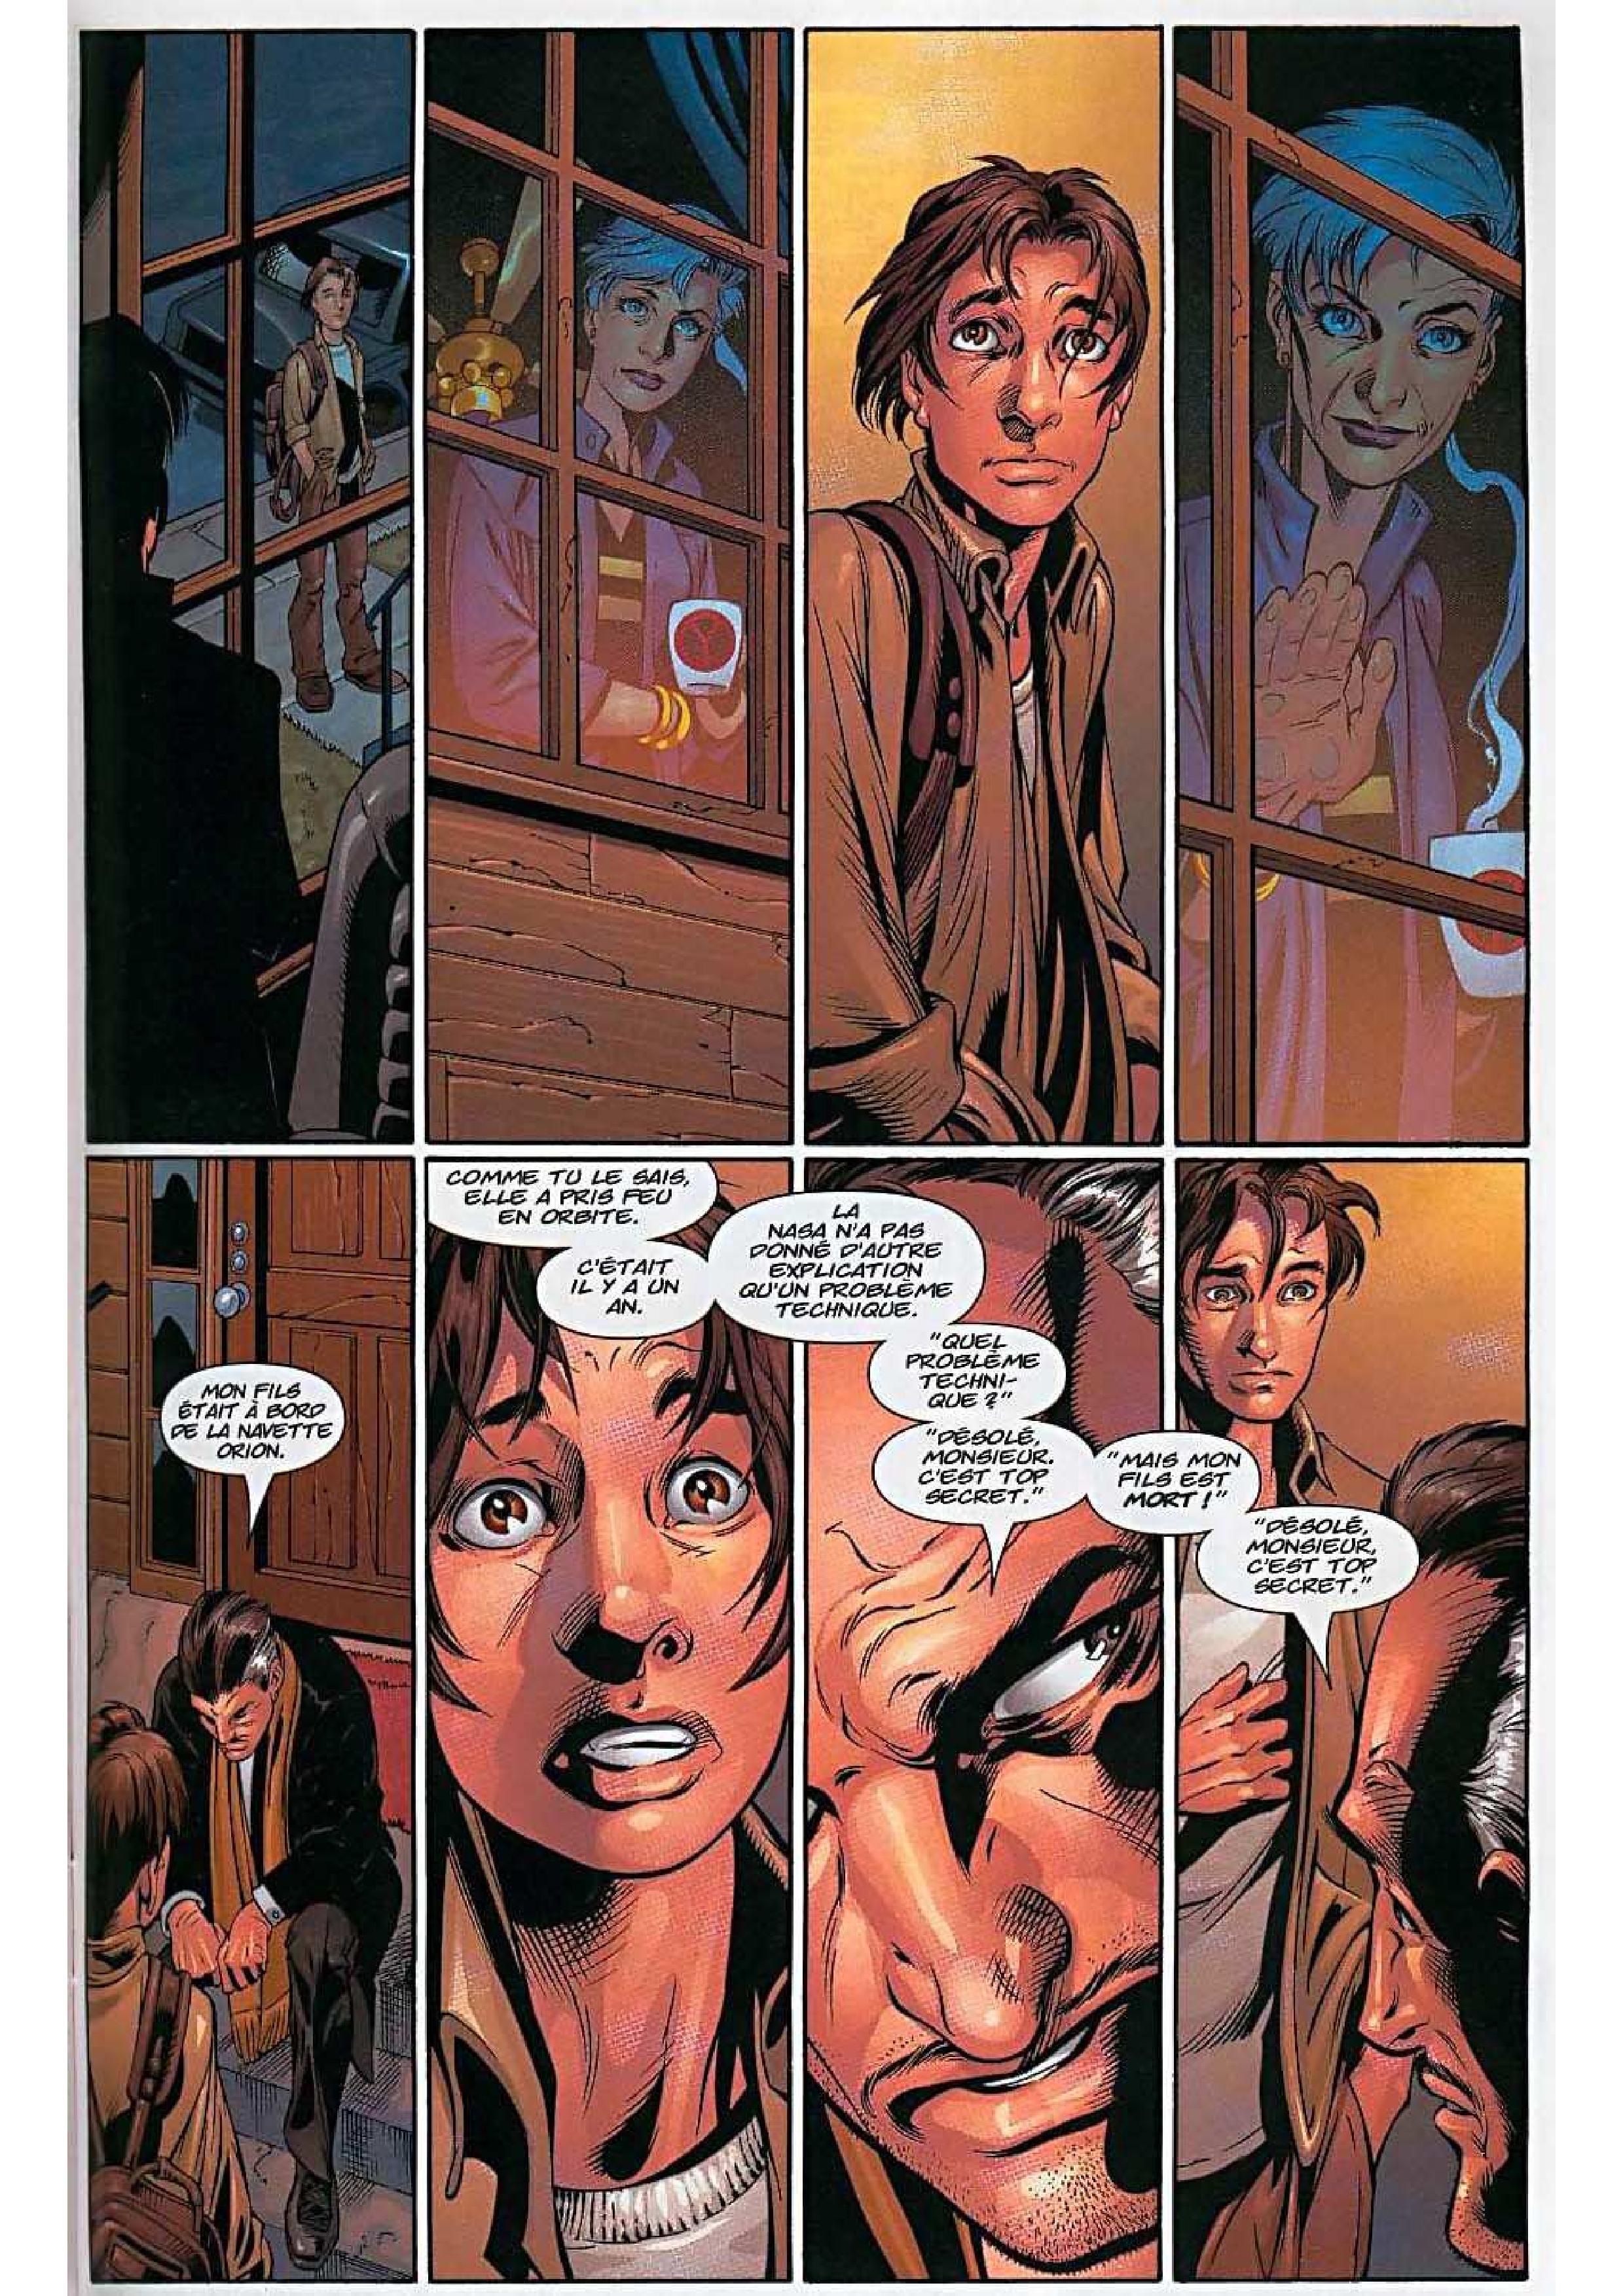 MON FILS
ÉTAIT À BORD
DE LA NAVETTE
ORION.
COMME TU LE SAIS,
ELLE A PRIS FEU
EN ORBITE.
C'ÉTAIT
IL Y A UN
AN.
LA
NASA N'A PAS
DONNÉ D'AUTRE
EXPLICATION
QU'UN PROBLÈME
TECHNIQUE.
"QUEL
PROBLÈME
TECHNI-
QUE ?"
"DÉSOLÉ,
MONSIEUR.
C'EST TOP
SECRET."
"MAIS MON
FILS EST
MORT !"
"DÉSOLÉ,
MONSIEUR,
C'EST TOP
SECRET."